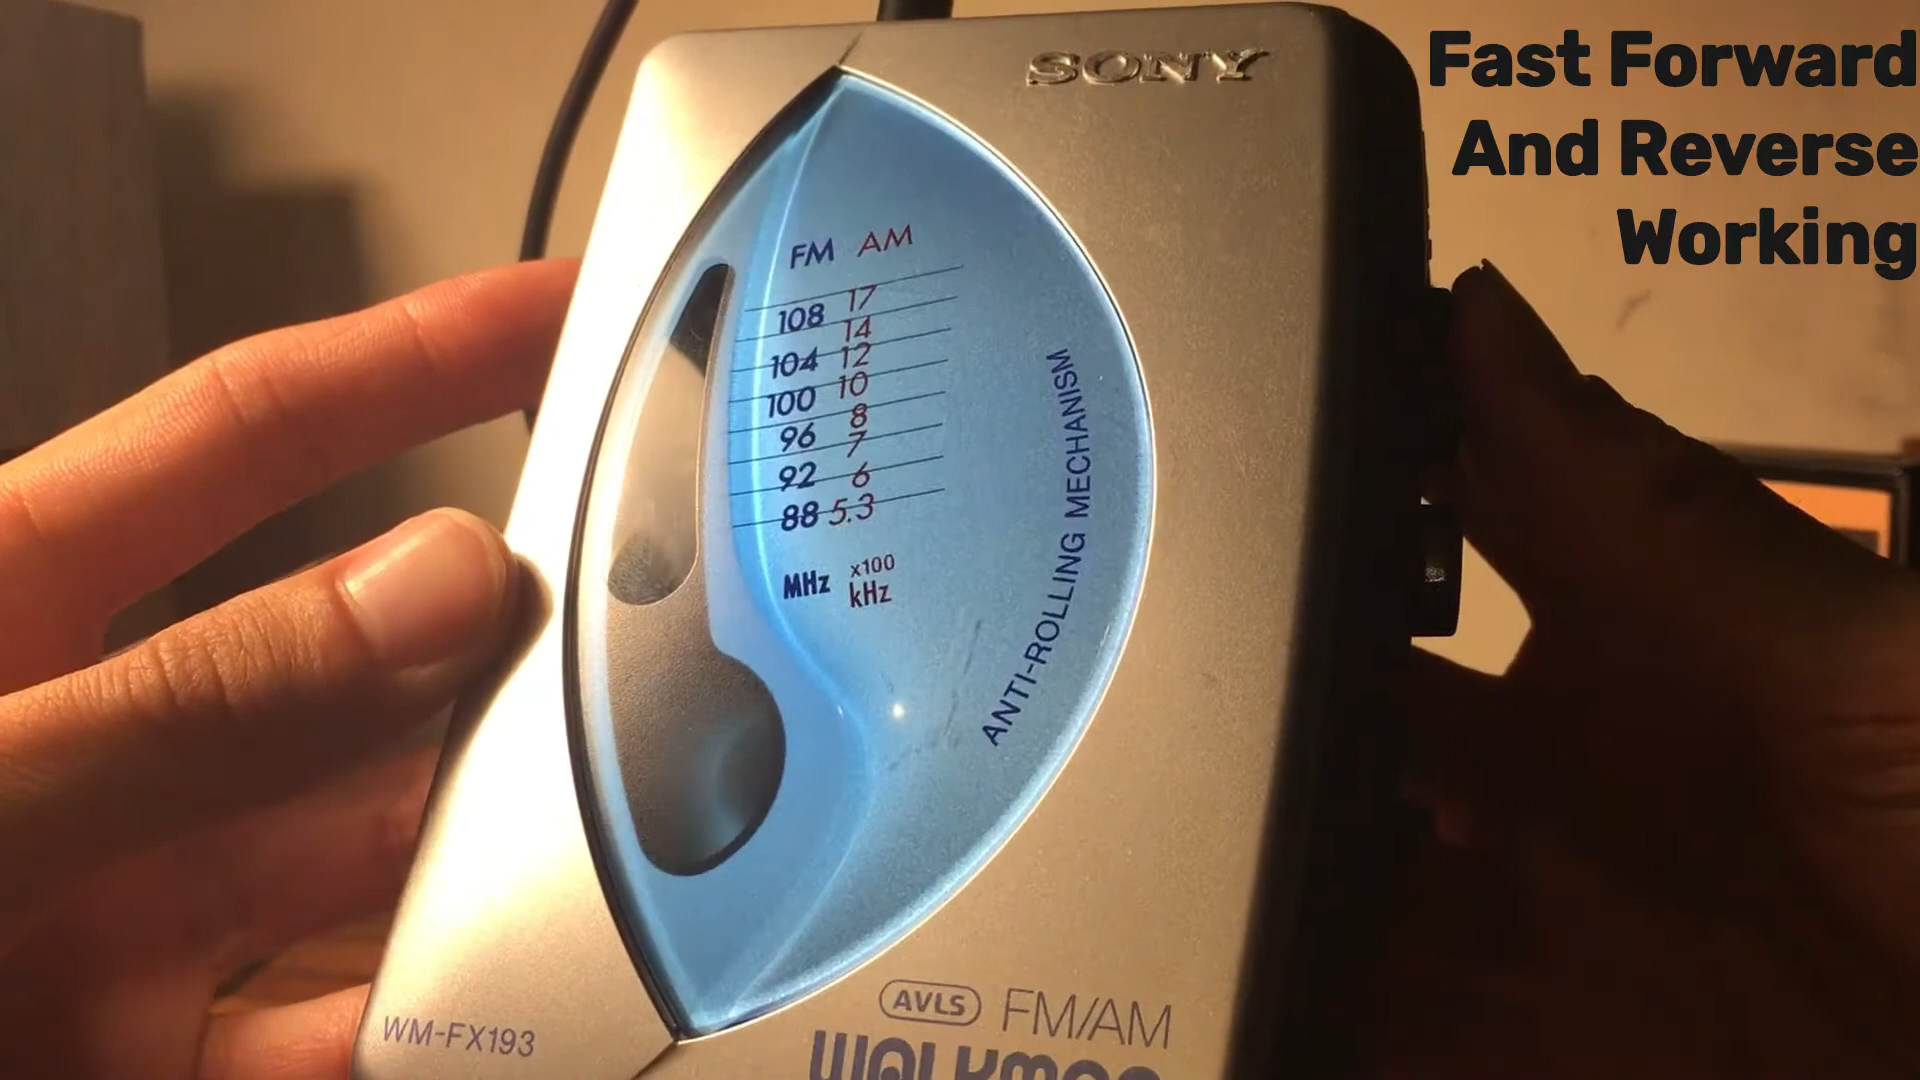 Fast Forward
And Reverse
Working
SONY
FM AM
108 17
14
104 12
100 10
96 8
7
92 6
88 5.3
MHz x100 kHz
ANTI-ROLLING MECHANISM
AVLS FM/AM
WALKMAN
WM-FX193